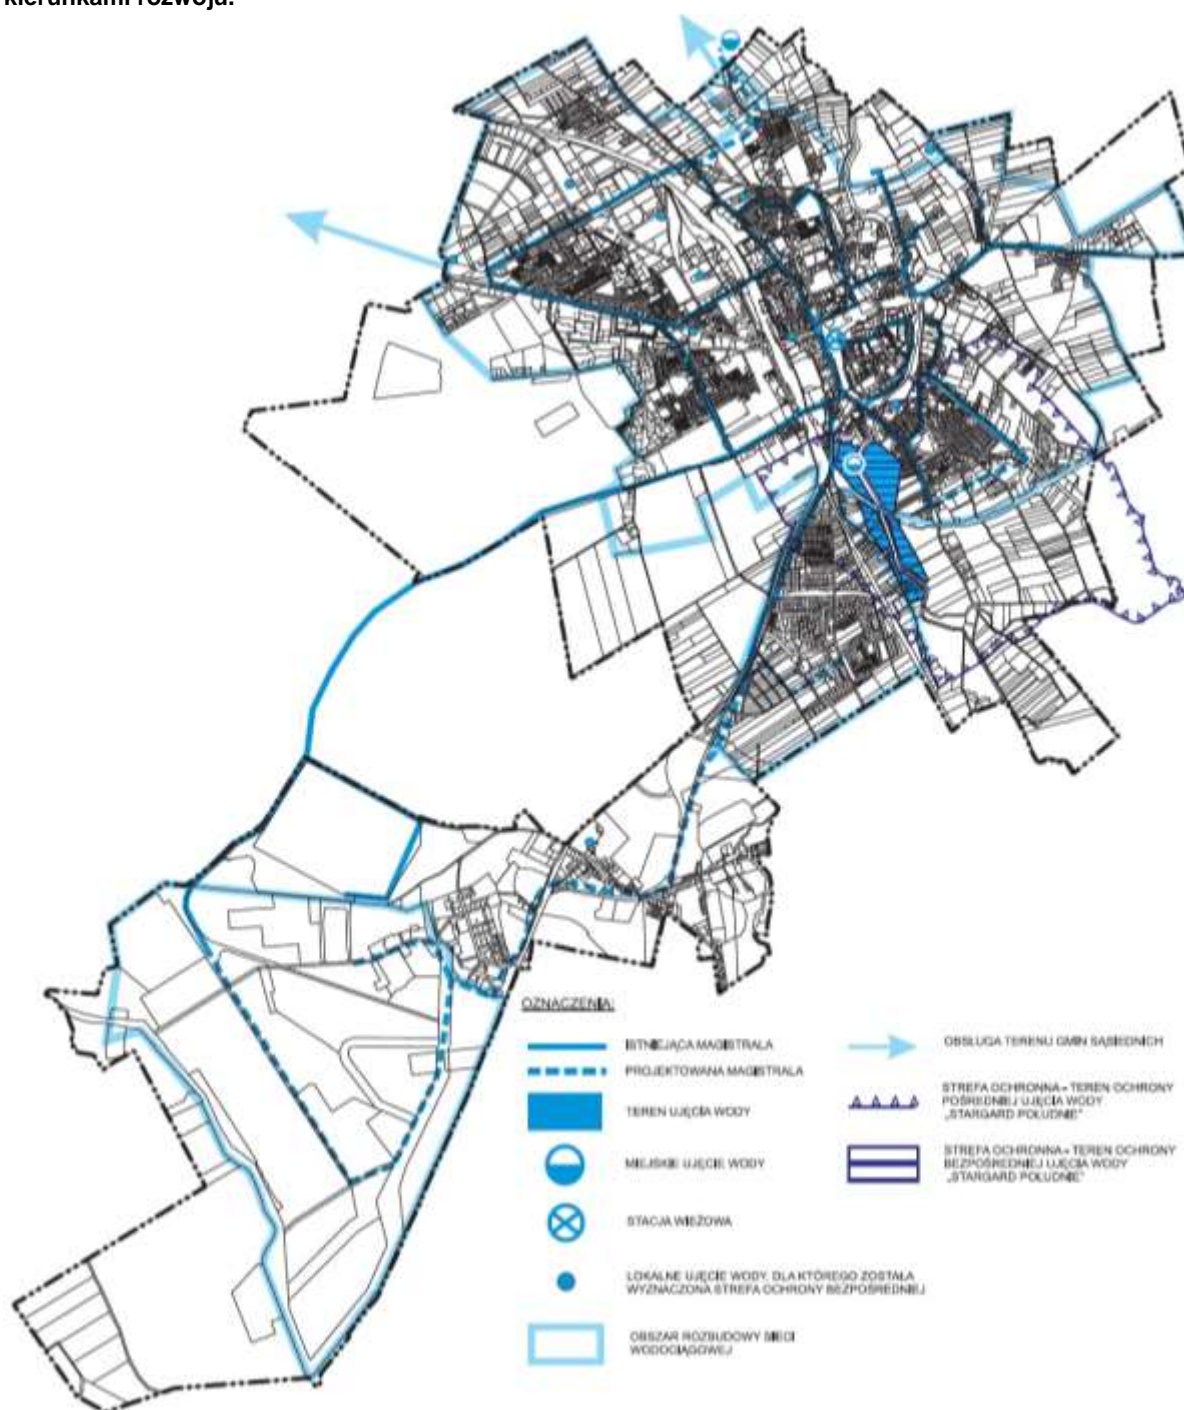 kierunkami rozwoju.
OZNACZENIA:
ISTNIEJĄCA MAGISTRALA
PROJEKTOWANA MAGISTRALA
TEREN UJĘCIA WODY
MIEJSKIE UJĘCIE WODY
STACJA WIEŻOWA
LOKALNE UJĘCIE WODY, DLA KTÓREGO ZOSTAŁA
WYZNACZONA STREFA OCHRONY BEZPOŚREDNIEJ
OBSZAR ROZBUDOWY SIECI
WODOCIĄGOWEJ
OBSŁUGA TERENU GMIN SĄSIEDNICH
STREFA OCHRONNA - TEREN OCHRONY
POŚREDNIEJ UJĘCIA WODY
„STARGARD POŁUDNIE"
STREFA OCHRONNA - TEREN OCHRONY
BEZPOŚREDNIEJ UJĘCIA WODY
„STARGARD POŁUDNIE"